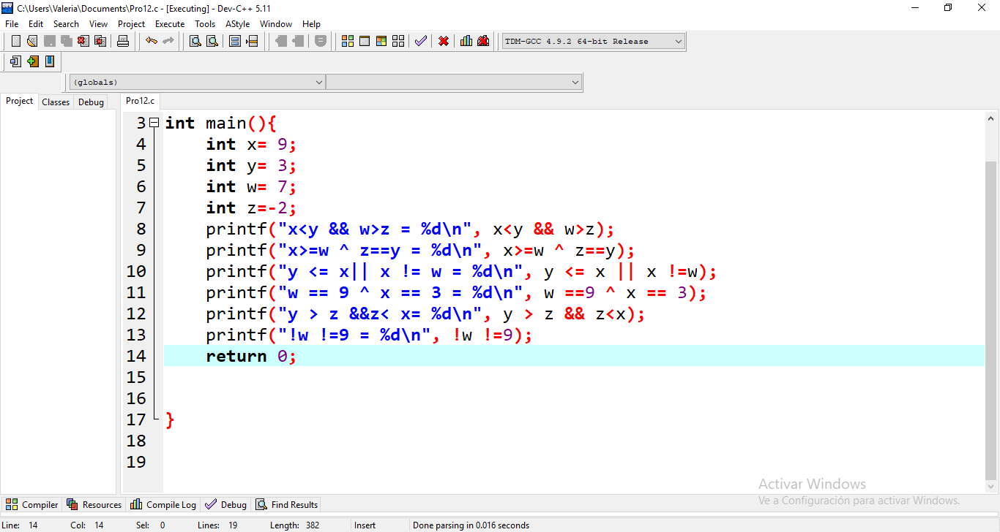 C:\Users\Valeria\Documents\Pro12.c - [Executing] - Dev-C++ 5.11
File Edit Search View Project Execute Tools AStyle Window Help
TDM-GCC 4.9.2 64-bit Release
(globals)
Project Classes Debug Pro12.c
3 int main(){
4 int x= 9;
5 int y= 3;
6 int w= 7;
7 int z=-2;
8 printf("x<y && w>z = %d\n", x<y && w>z);
9 printf("x>=w ^ z==y = %d\n", x>=w ^ z==y);
10 printf("y <= x|| x != w = %d\n", y <= x || x !=w);
11 printf("w == 9 ^ x == 3 = %d\n", w ==9 ^ x == 3);
12 printf("y > z &&z< x= %d\n", y > z && z<x);
13 printf("!w !=9 = %d\n", !w !=9);
14 return 0;
15
16
17 }
18
19
Activar Windows
Ve a Configuración para activar Windows.
Compiler Resources Compile Log Debug Find Results
Line: 14 Col: 14 Sel: 0 Lines: 19 Length: 382 Insert Done parsing in 0.016 seconds